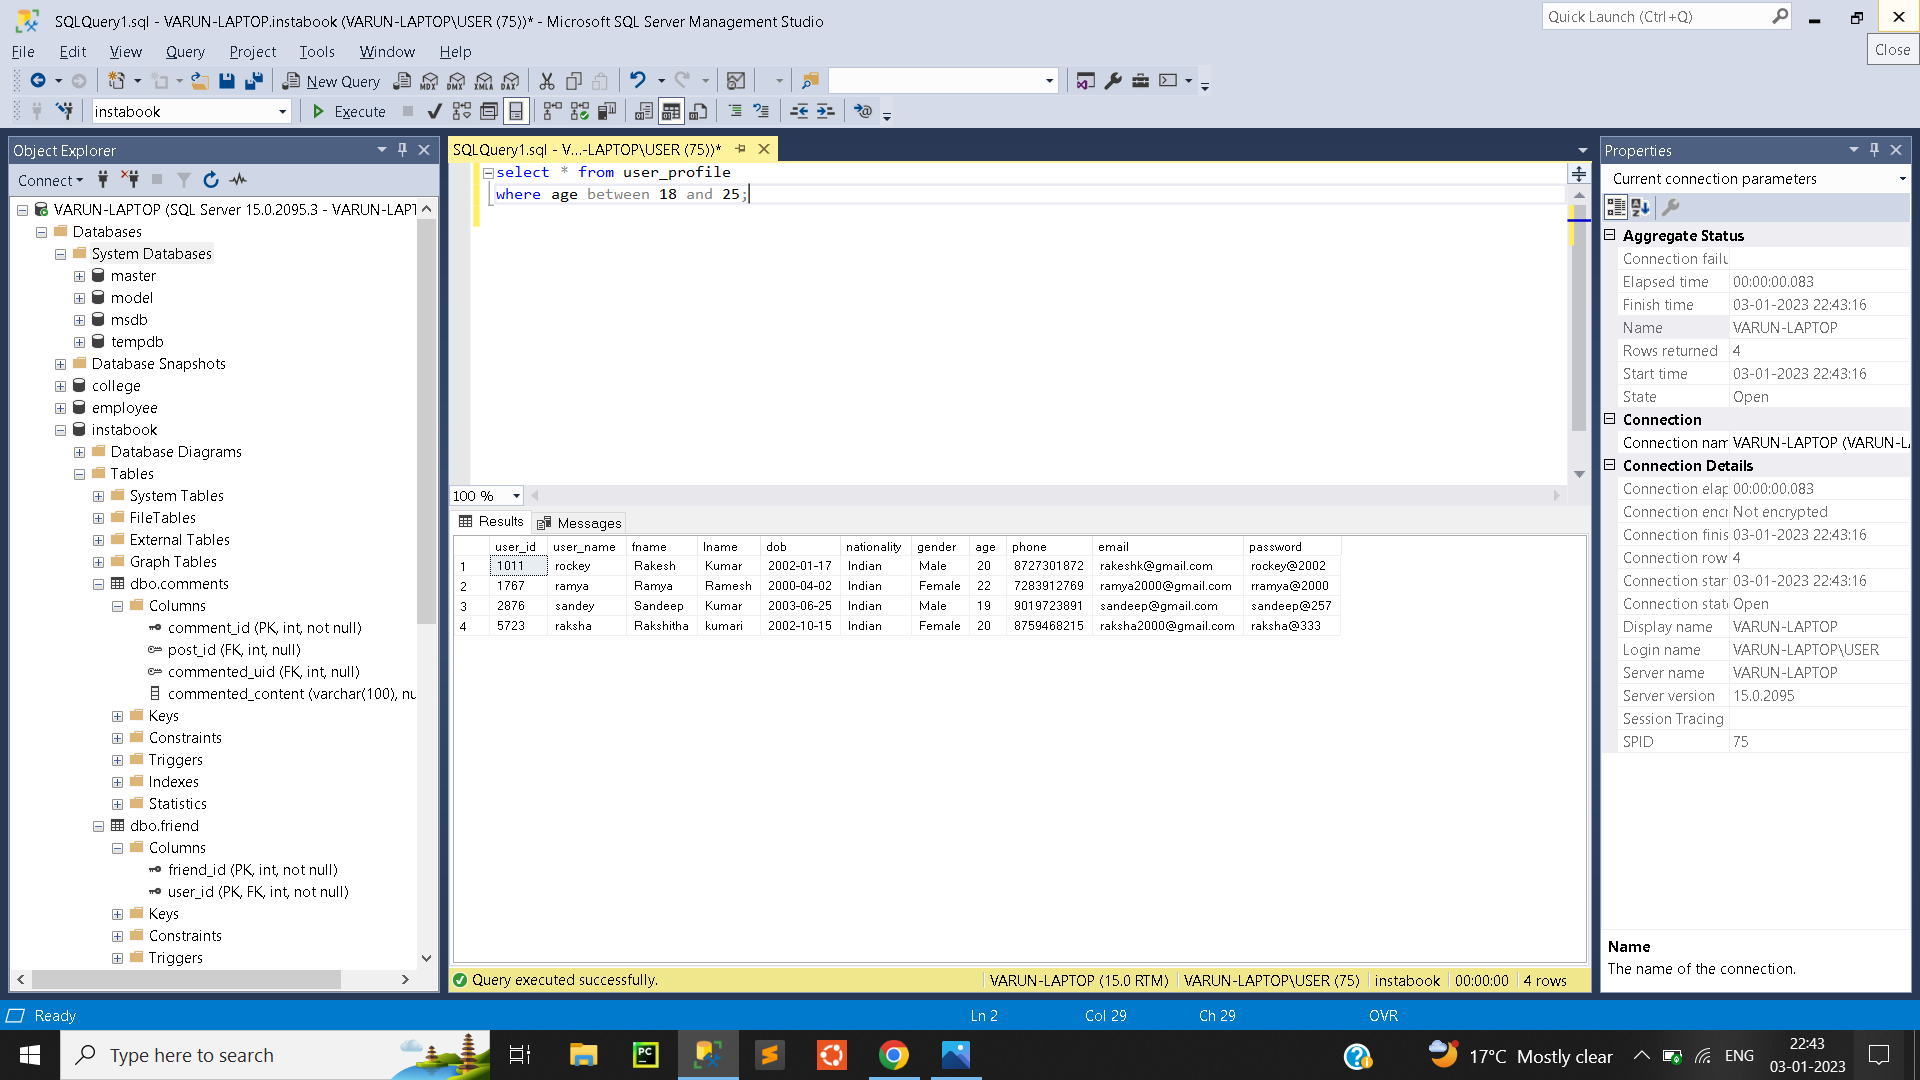 SQLQuery1.sql - VARUN-LAPTOP.instabook (VARUN-LAPTOP\USER (75))* - Microsoft SQL Server Management Studio
Quick Launch (Ctrl+Q)
Close
File Edit View Query Project Tools Window Help
New Query
MDX DMX XMLA DAX
instabook
Execute
Object Explorer
Connect
VARUN-LAPTOP (SQL Server 15.0.2095.3 - VARUN-LAPT
Databases
System Databases
master
model
msdb
tempdb
Database Snapshots
college
employee
instabook
Database Diagrams
Tables
System Tables
FileTables
External Tables
Graph Tables
dbo.comments
Columns
comment_id (PK, int, not null)
post_id (FK, int, null)
commented_uid (FK, int, null)
commented_content (varchar(100), nu
Keys
Constraints
Triggers
Indexes
Statistics
dbo.friend
Columns
friend_id (PK, int, not null)
user_id (PK, FK, int, not null)
Keys
Constraints
Triggers
SQLQuery1.sql - V...-LAPTOP\USER (75))*
select * from user_profile
where age between 18 and 25;
100 %
Results Messages
user_id user_name fname lname dob nationality gender age phone email password
1 1011 rockey Rakesh Kumar 2002-01-17 Indian Male 20 8727301872 rakeshk@gmail.com rockey@2002
2 1767 ramya Ramya Ramesh 2000-04-02 Indian Female 22 7283912769 ramya2000@gmail.com rramya@2000
3 2876 sandey Sandeep Kumar 2003-06-25 Indian Male 19 9019723891 sandeep@gmail.com sandeep@257
4 5723 raksha Rakshitha kumari 2002-10-15 Indian Female 20 8759468215 raksha2000@gmail.com raksha@333
Query executed successfully. VARUN-LAPTOP (15.0 RTM) VARUN-LAPTOP\USER (75) instabook 00:00:00 4 rows
Properties
Current connection parameters
Aggregate Status
Connection failu
Elapsed time 00:00:00.083
Finish time 03-01-2023 22:43:16
Name VARUN-LAPTOP
Rows returned 4
Start time 03-01-2023 22:43:16
State Open
Connection
Connection nam VARUN-LAPTOP (VARUN-L
Connection Details
Connection elap 00:00:00.083
Connection encr Not encrypted
Connection finis 03-01-2023 22:43:16
Connection row 4
Connection star 03-01-2023 22:43:16
Connection stat Open
Display name VARUN-LAPTOP
Login name VARUN-LAPTOP\USER
Server name VARUN-LAPTOP
Server version 15.0.2095
Session Tracing
SPID 75
Name
The name of the connection.
Ready Ln 2 Col 29 Ch 29 OVR
Type here to search
PC
17°C Mostly clear
ENG
22:43
03-01-2023